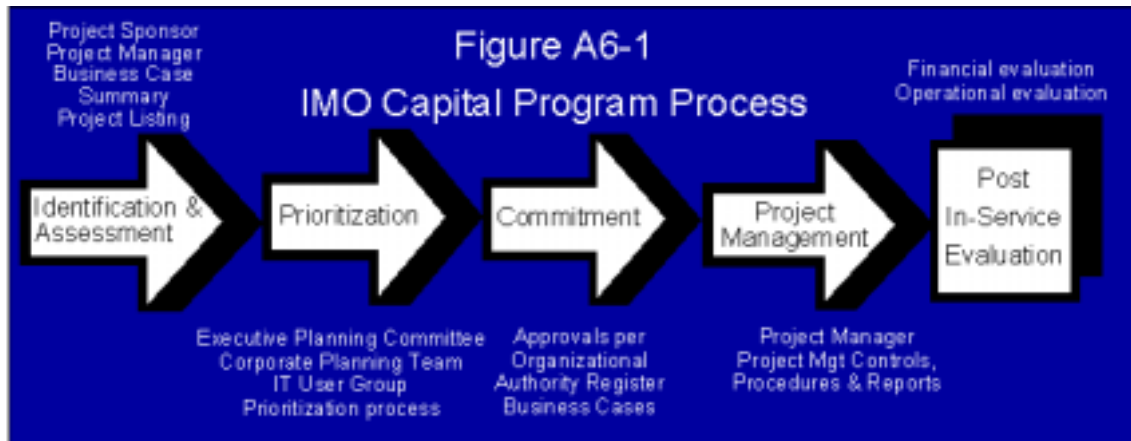 Project Sponsor
Project Manager
Business Case
Summary
Project Listing
Figure A6-1
IMO Capital Program Process
Financial evaluation
Operational evaluation
Identification &
Assessment
Prioritization
Commitment
Project
Management
Post
In-Service
Evaluation
Executive Planning Committee
Corporate Planning Team
IT User Group
Prioritization process
Approvals per
Organizational
Authority Register
Business Cases
Project Manager
Project Mgt Controls,
Procedures & Reports